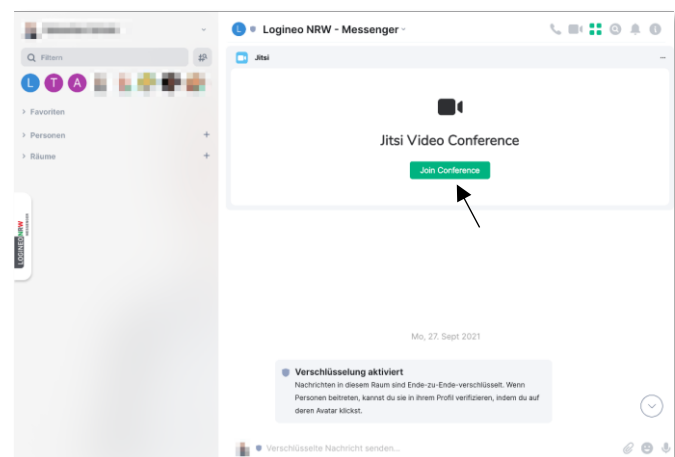 Logineo NRW - Messenger
Filtern
Jitsi
L T A
Favoriten
Personen
Räume
Jitsi Video Conference
Join Conference
LOGINEONRW
MESSENGER
Mo, 27. Sept 2021
Verschlüsselung aktiviert
Nachrichten in diesem Raum sind Ende-zu-Ende-verschlüsselt. Wenn
Personen beitreten, kannst du sie in ihrem Profil verifizieren, indem du auf
deren Avatar klickst.
Verschlüsselte Nachricht senden...